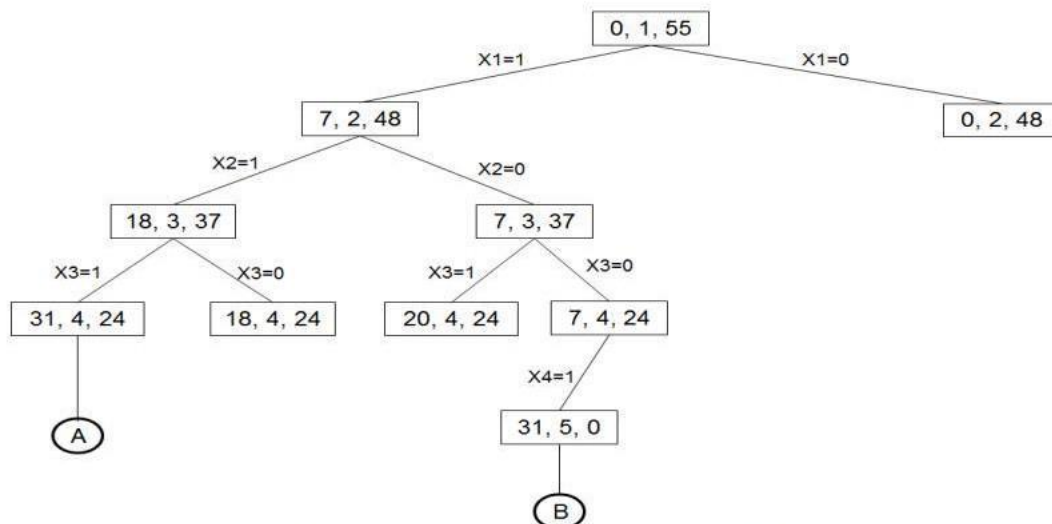 0, 1, 55
X1=1
X1=0
7, 2, 48
0, 2, 48
X2=1
X2=0
18, 3, 37
7, 3, 37
X3=1
X3=0
X3=1
X3=0
31, 4, 24
18, 4, 24
20, 4, 24
7, 4, 24
X4=1
31, 5, 0
A
B